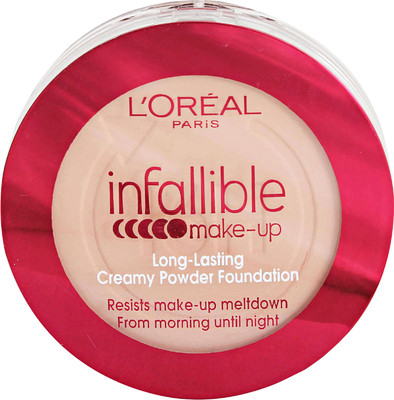 L'ORÉAL
PARIS
infallible
make-up
Long-Lasting
Creamy Powder Foundation
Resists make-up meltdown
From morning until night